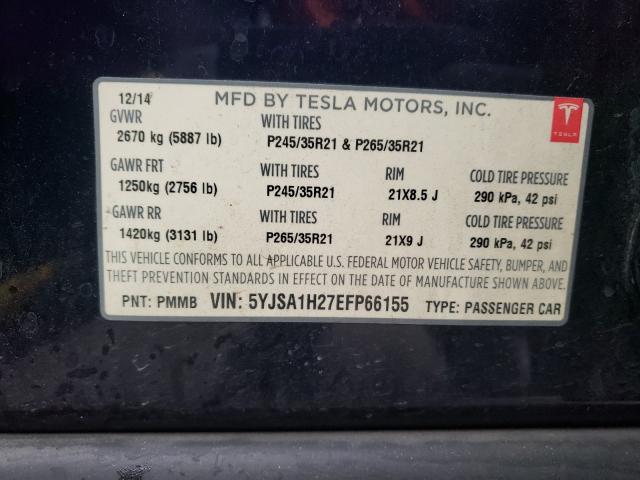 12/14 MFD BY TESLA MOTORS, INC.
TESLA
GVWR WITH TIRES
2670 kg (5887 lb) P245/35R21 & P265/35R21
GAWR FRT WITH TIRES RIM COLD TIRE PRESSURE
1250kg (2756 lb) P245/35R21 21X8.5 J 290 kPa, 42 psi
GAWR RR WITH TIRES RIM COLD TIRE PRESSURE
1420kg (3131 lb) P265/35R21 21X9 J 290 kPa, 42 psi
THIS VEHICLE CONFORMS TO ALL APPLICABLE U.S. FEDERAL MOTOR VEHICLE SAFETY, BUMPER, AND
THEFT PREVENTION STANDARDS IN EFFECT ON THE DATE OF MANUFACTURE SHOWN ABOVE.
PNT: PMMB VIN: 5YJSA1H27EFP66155 TYPE: PASSENGER CAR